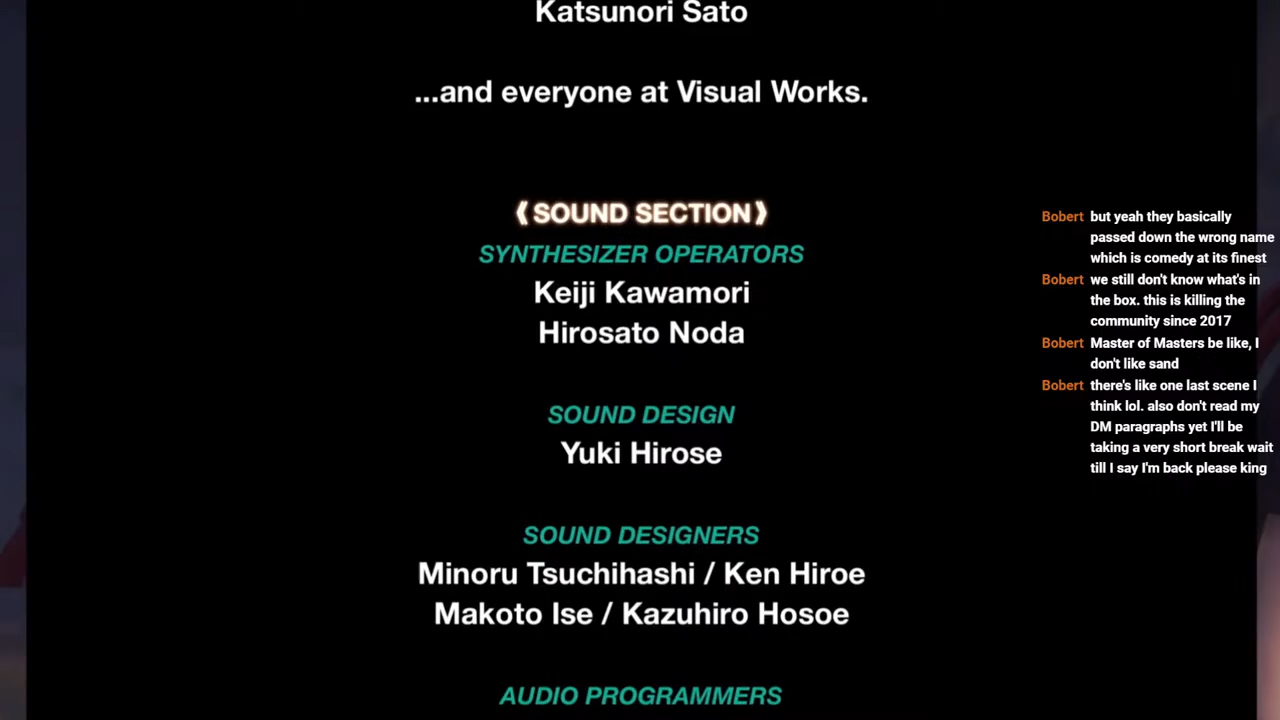 Katsunori Sato
...and everyone at Visual Works.
《SOUND SECTION》
SYNTHESIZER OPERATORS
Keiji Kawamori
Hirosato Noda
SOUND DESIGN
Yuki Hirose
SOUND DESIGNERS
Minoru Tsuchihashi / Ken Hiroe
Makoto Ise / Kazuhiro Hosoe
AUDIO PROGRAMMERS
Bobert but yeah they basically
passed down the wrong name
which is comedy at its finest
Bobert we still don't know what's in
the box. this is killing the
community since 2017
Bobert Master of Masters be like, I
don't like sand
Bobert there's like one last scene I
think lol. also don't read my
DM paragraphs yet I'll be
taking a very short break wait
till I say I'm back please king